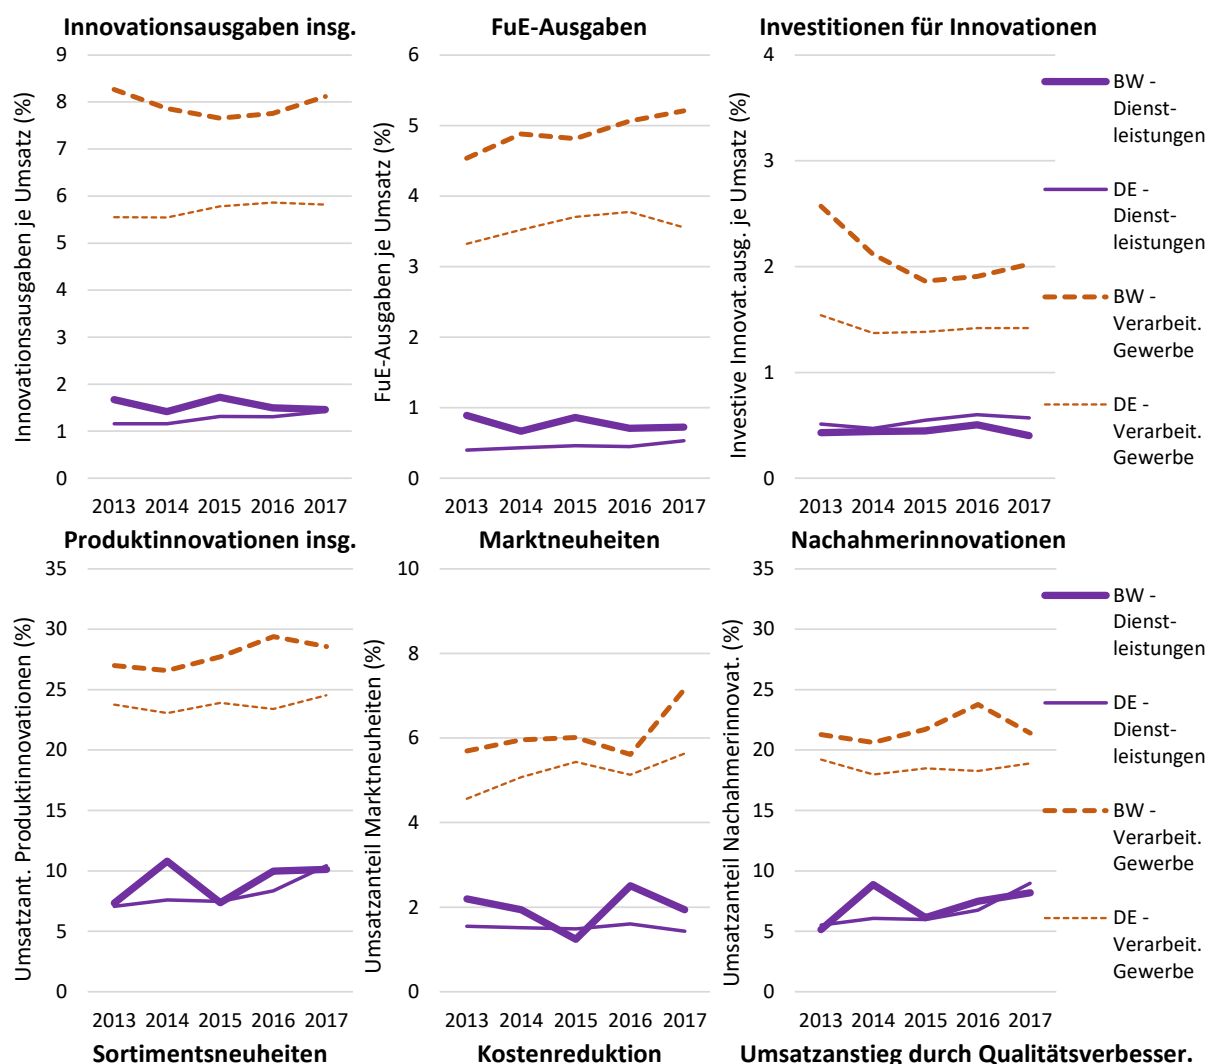 Innovationsausgaben insg.
FuE-Ausgaben
Investitionen für Innovationen
Innovationsausgaben je Umsatz (%)
9
8
7
6
5
4
3
2
1
0
2013 2014 2015 2016 2017
FuE-Ausgaben je Umsatz (%)
6
5
4
3
2
1
0
2013 2014 2015 2016 2017
Investive Innovat.ausg. je Umsatz (%)
4
3
2
1
0
2013 2014 2015 2016 2017
BW -
Dienst-
leistungen
DE -
Dienst-
leistungen
BW -
Verarbeit.
Gewerbe
DE -
Verarbeit.
Gewerbe
Produktinnovationen insg.
Marktneuheiten
Nachahmerinnovationen
Umsatzant. Produktinnovationen (%)
35
30
25
20
15
10
5
0
2013 2014 2015 2016 2017
Umsatzanteil Marktneuheiten (%)
10
8
6
4
2
0
2013 2014 2015 2016 2017
Umsatzanteil Nachahmerinnovat. (%)
35
30
25
20
15
10
5
0
2013 2014 2015 2016 2017
BW -
Dienst-
leistungen
DE -
Dienst-
leistungen
BW -
Verarbeit.
Gewerbe
DE -
Verarbeit.
Gewerbe
Sortimentsneuheiten
Kostenreduktion
Umsatzanstieg durch Qualitätsverbesser.